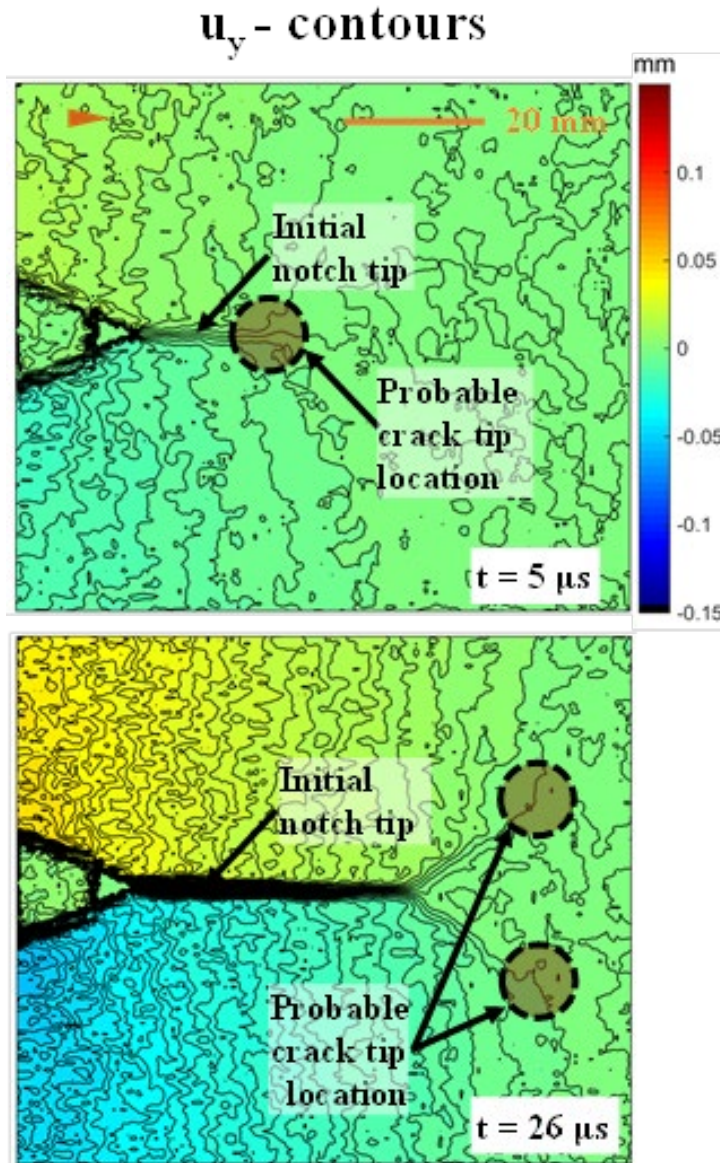 u_y - contours
mm
20 mm
0.1
Initial
notch tip
0.05
0
Probable
crack tip
location
-0.05
-0.1
t = 5 μs
-0.15
Initial
notch tip
Probable
crack tip
location
t = 26 μs